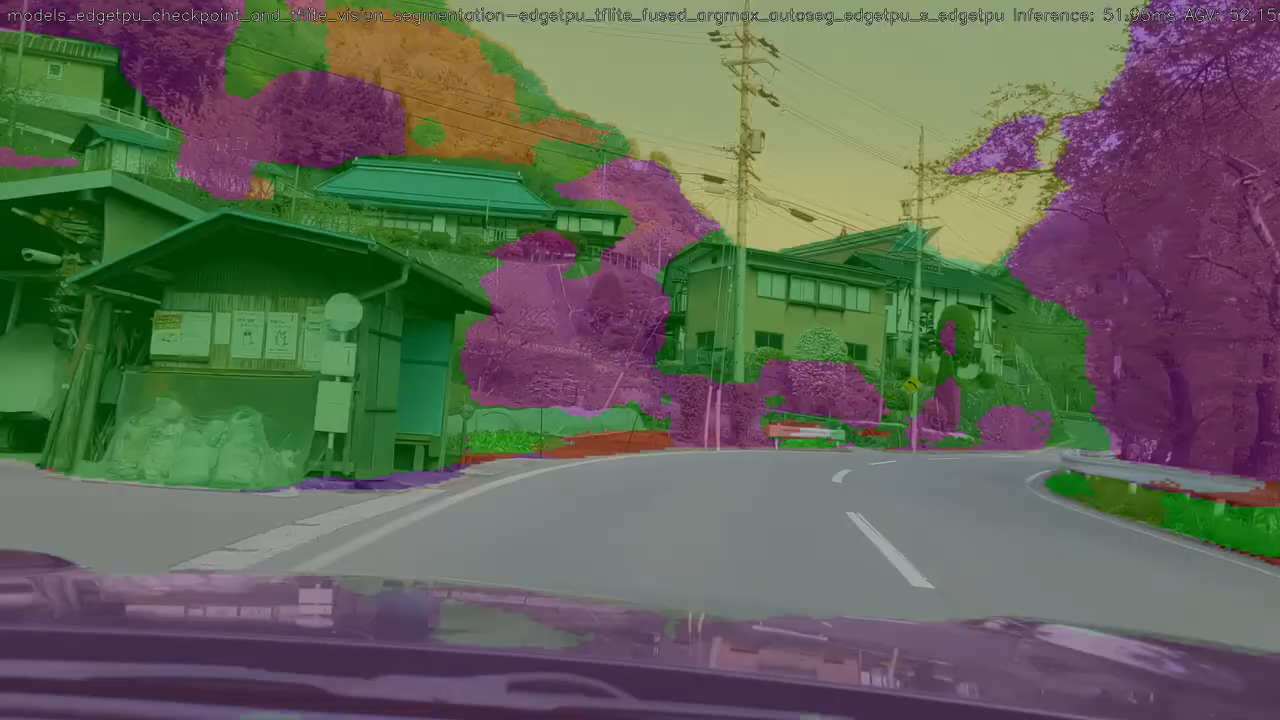 models_edgetpu_checkpoint_and_tflite_vision_segmentation-edgetpu_tflite_fused_argmax_autoseg_edgetpu_s_edgetpu Inference: 51.95ms AGV: 52.15